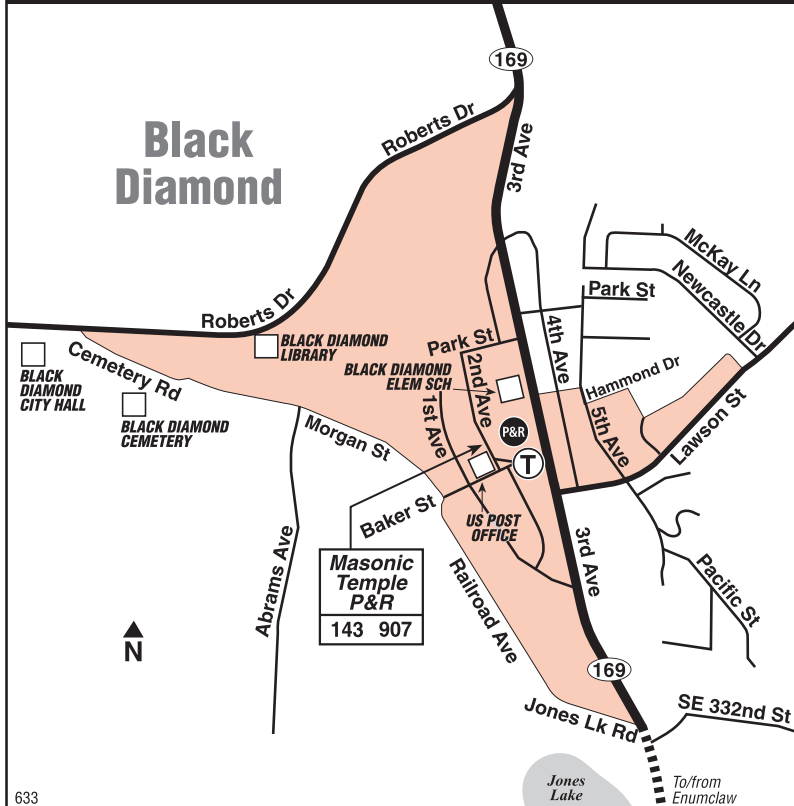 169
Black
Diamond
Roberts Dr
3rd Ave
McKay Ln
Newcastle Dr
Park St
Roberts Dr
4th Ave
BLACK DIAMOND
LIBRARY
Park St
BLACK
DIAMOND
CITY HALL
Cemetery Rd
BLACK DIAMOND
ELEM SCH
2nd Ave
Hammond Dr
BLACK DIAMOND
CEMETERY
1st Ave
5th Ave
Lawson St
Morgan St
P&R
T
Baker St
US POST
OFFICE
Abrams Ave
Masonic
Temple
P&R
143 907
Railroad Ave
3rd Ave
Pacific St
N
169
Jones Lk Rd
SE 332nd St
Jones
Lake
To/from
Enumclaw
633